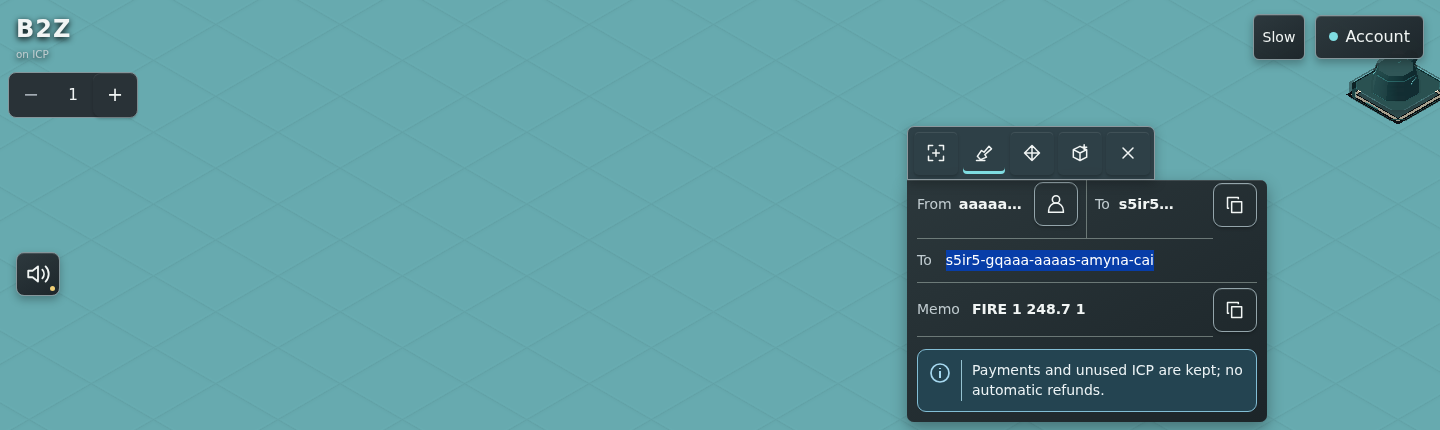 B2Z
on ICP
Slow
Account
1
From aaaaa... To s5ir5...
To s5ir5-gqaaa-aaaas-amyna-cai
Memo FIRE 1 248.7 1
Payments and unused ICP are kept; no
automatic refunds.